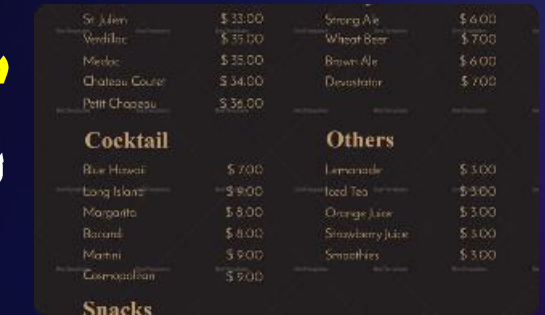 St. Julien $ 33.00
Verdillac $ 35.00
Medoc $ 35.00
Chateau Coutet $ 34.00
Petit Chapeau $ 36.00
Strong Ale $ 6.00
Wheat Beer $ 7.00
Brown Ale $ 6.00
Devastator $ 7.00
Cocktail
Blue Hawaii $ 7.00
Long Island $ 9.00
Margarita $ 8.00
Bacardi $ 8.00
Martini $ 9.00
Cosmopolitan $ 9.00
Others
Lemonade $ 3.00
Iced Tea $ 3.00
Orange Juice $ 3.00
Strawberry Juice $ 3.00
Smoothies $ 3.00
Snacks